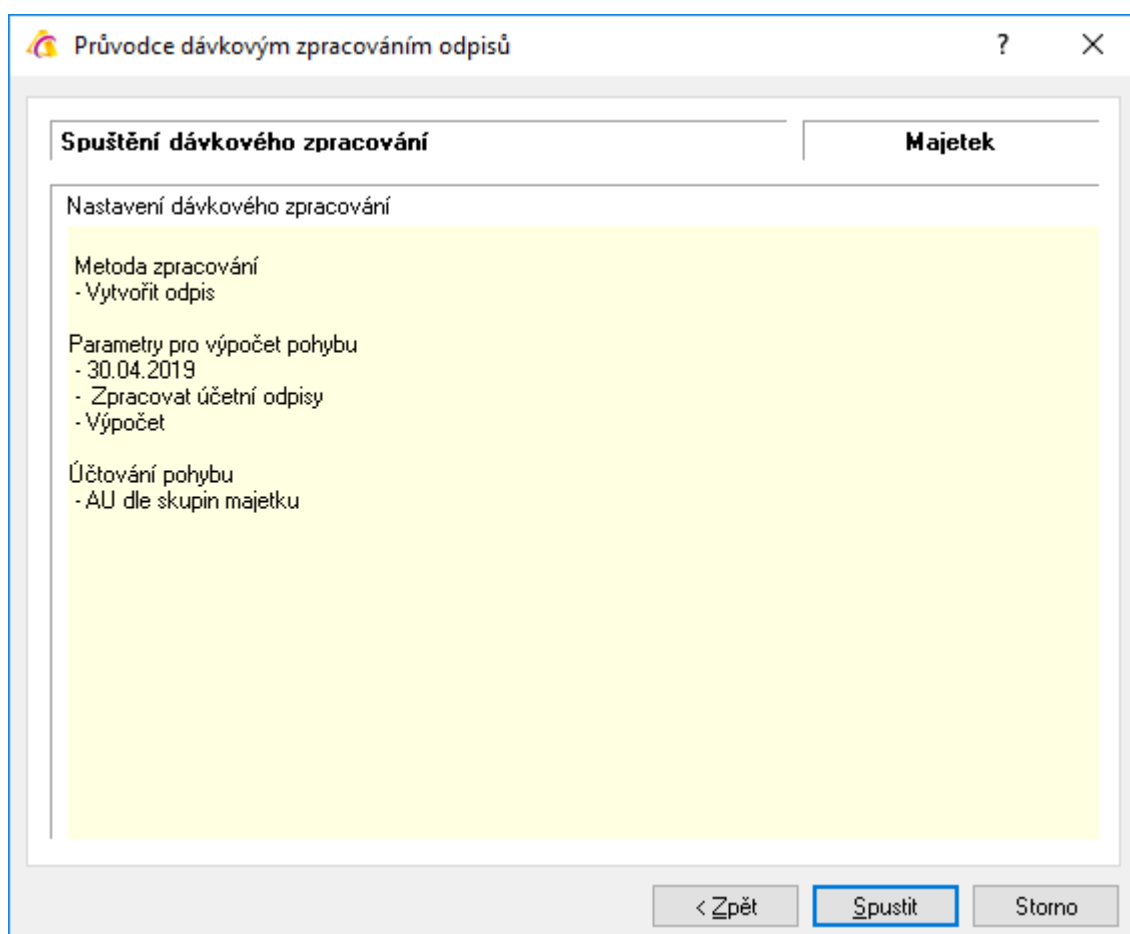 Průvodce dávkovým zpracováním odpisů ?
Spuštění dávkového zpracování Majetek
Nastavení dávkového zpracování
Metoda zpracování
- Vytvořit odpis
Parametry pro výpočet pohybu
- 30.04.2019
- Zpracovat účetní odpisy
- Výpočet
Účtování pohybu
- AU dle skupin majetku
< Zpět Spustit Storno